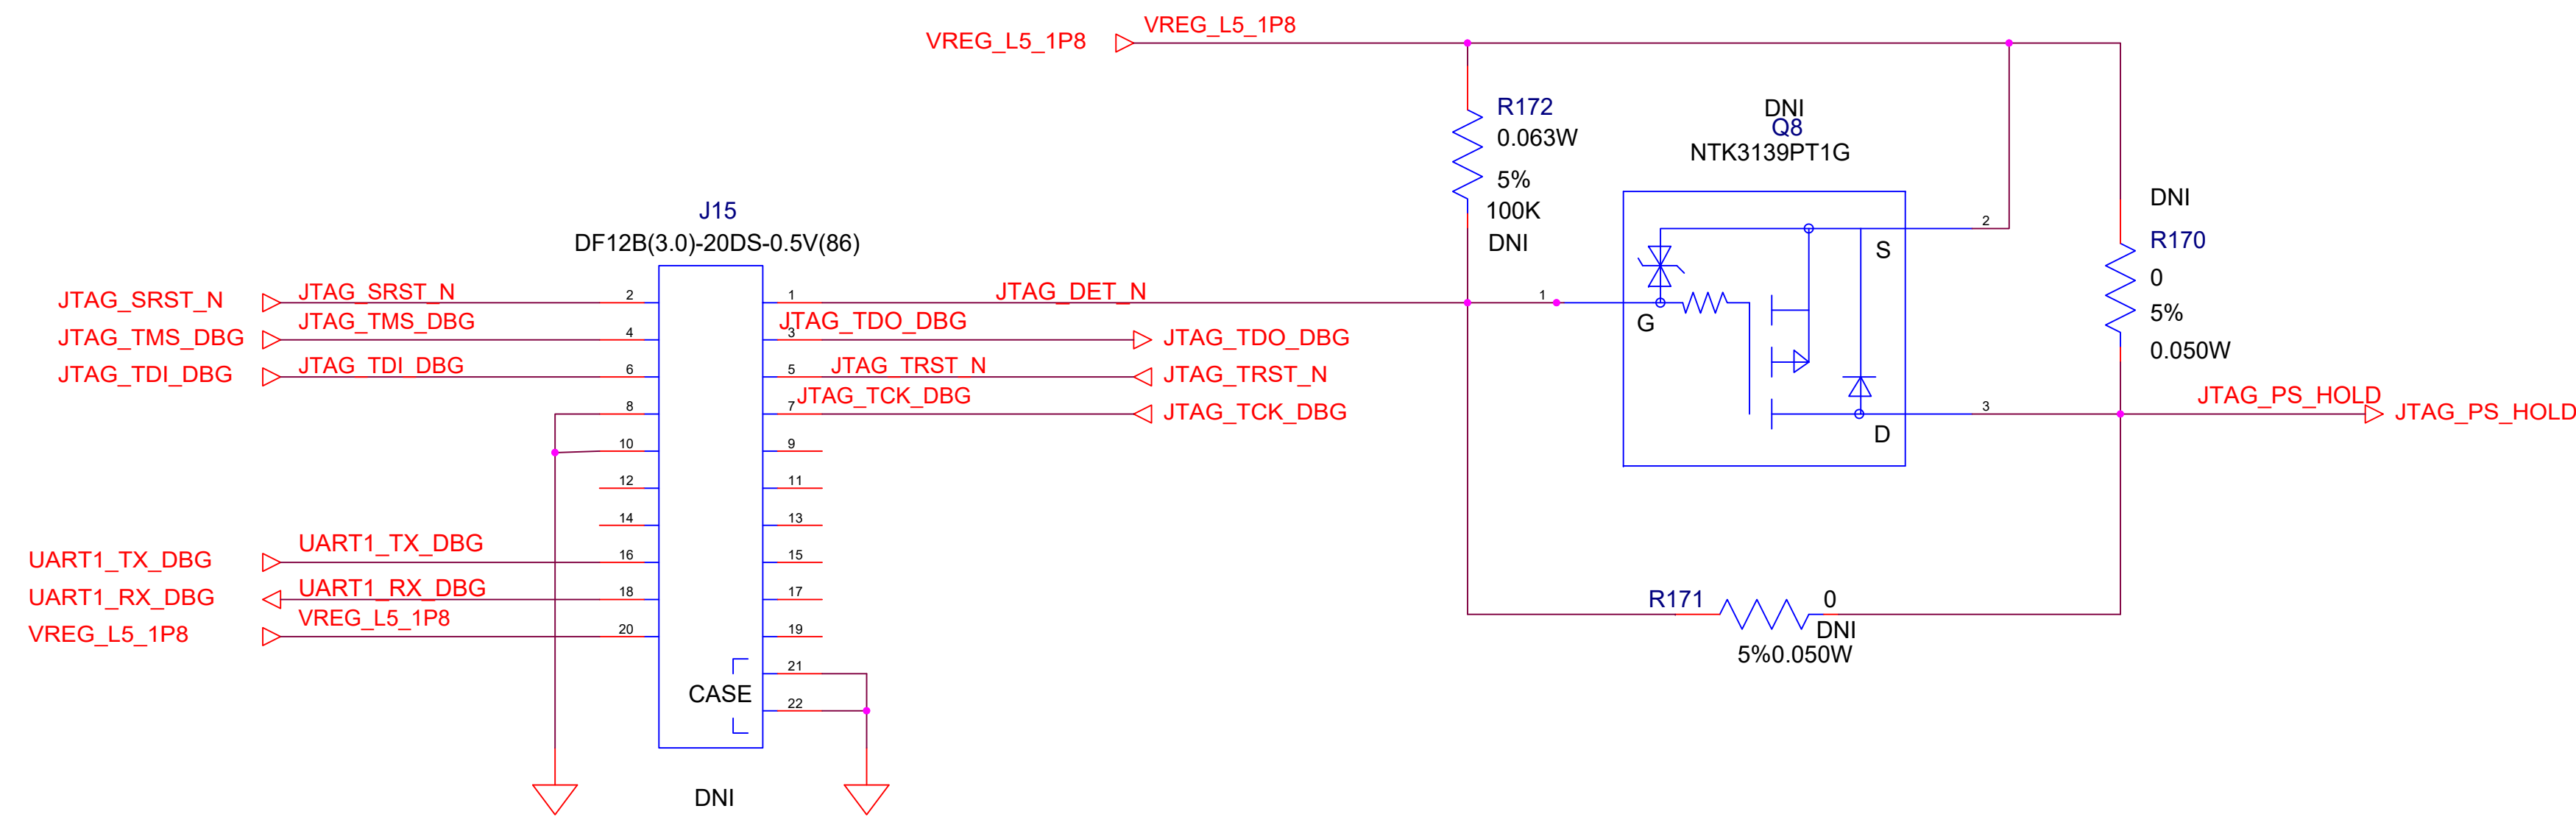 VREG_L5_1P8
VREG_L5_1P8
R172
0.063W
5%
100K
DNI
DNI
Q8
NTK3139PT1G
2
S
1
G
3
D
DNI
R170
0
5%
0.050W
JTAG_PS_HOLD
JTAG_PS_HOLD
R171
0
DNI
5%0.050W
J15
DF12B(3.0)-20DS-0.5V(86)
JTAG_SRST_N
JTAG_SRST_N
2
1
JTAG_DET_N
JTAG_TMS_DBG
JTAG_TMS_DBG
4
3
JTAG_TDO_DBG
JTAG_TDO_DBG
JTAG_TDI_DBG
JTAG_TDI_DBG
6
5
JTAG_TRST_N
JTAG_TRST_N
8
7
JTAG_TCK_DBG
JTAG_TCK_DBG
10
9
12
11
14
13
UART1_TX_DBG
UART1_TX_DBG
16
15
UART1_RX_DBG
UART1_RX_DBG
18
17
VREG_L5_1P8
VREG_L5_1P8
20
19
21
CASE
22
DNI